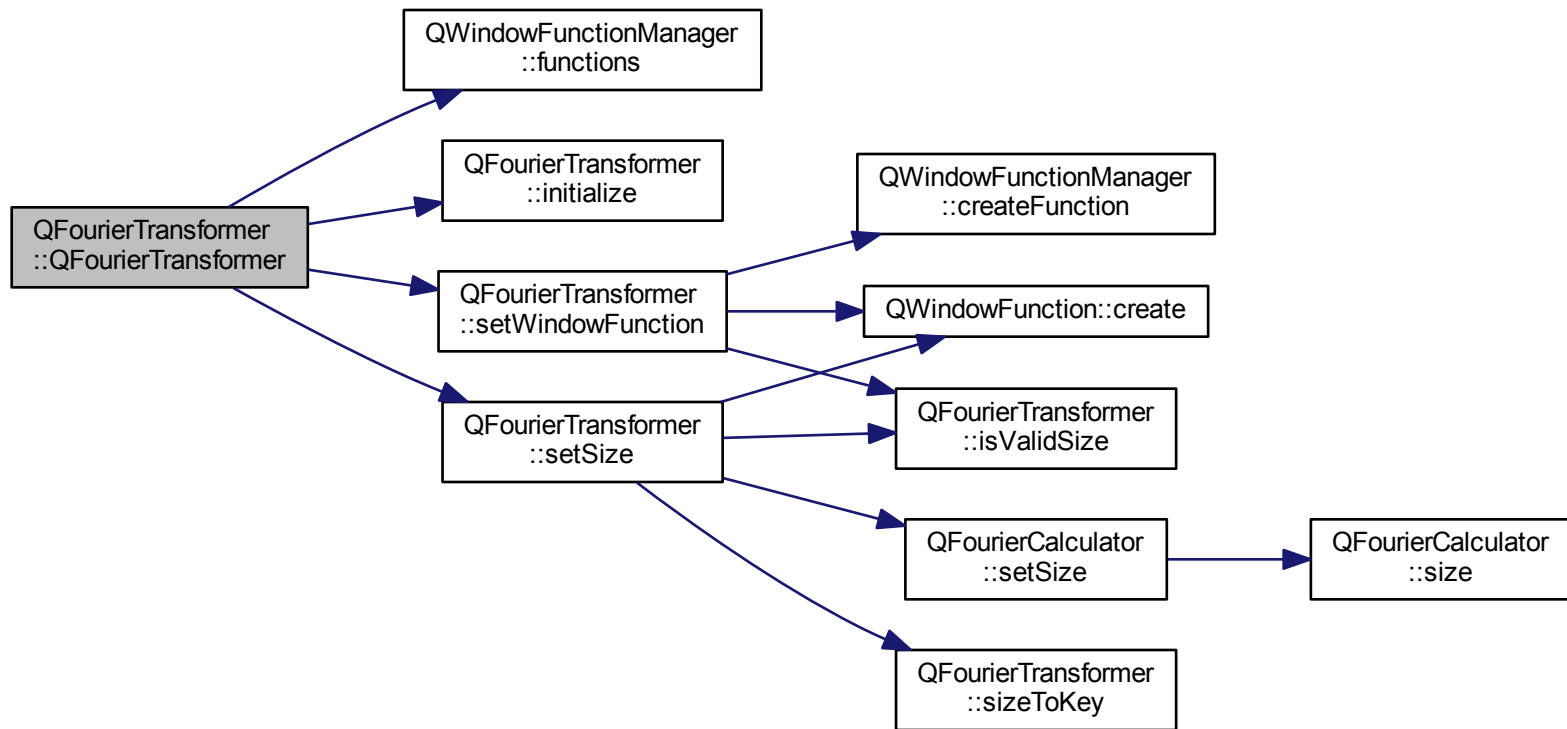 QWindowFunctionManager
::functions
QFourierTransformer
::initialize
QWindowFunctionManager
::createFunction
QFourierTransformer
::QFourierTransformer
QFourierTransformer
::setWindowFunction
QWindowFunction::create
QFourierTransformer
::setSize
QFourierTransformer
::isValidSize
QFourierCalculator
::setSize
QFourierCalculator
::size
QFourierTransformer
::sizeToKey